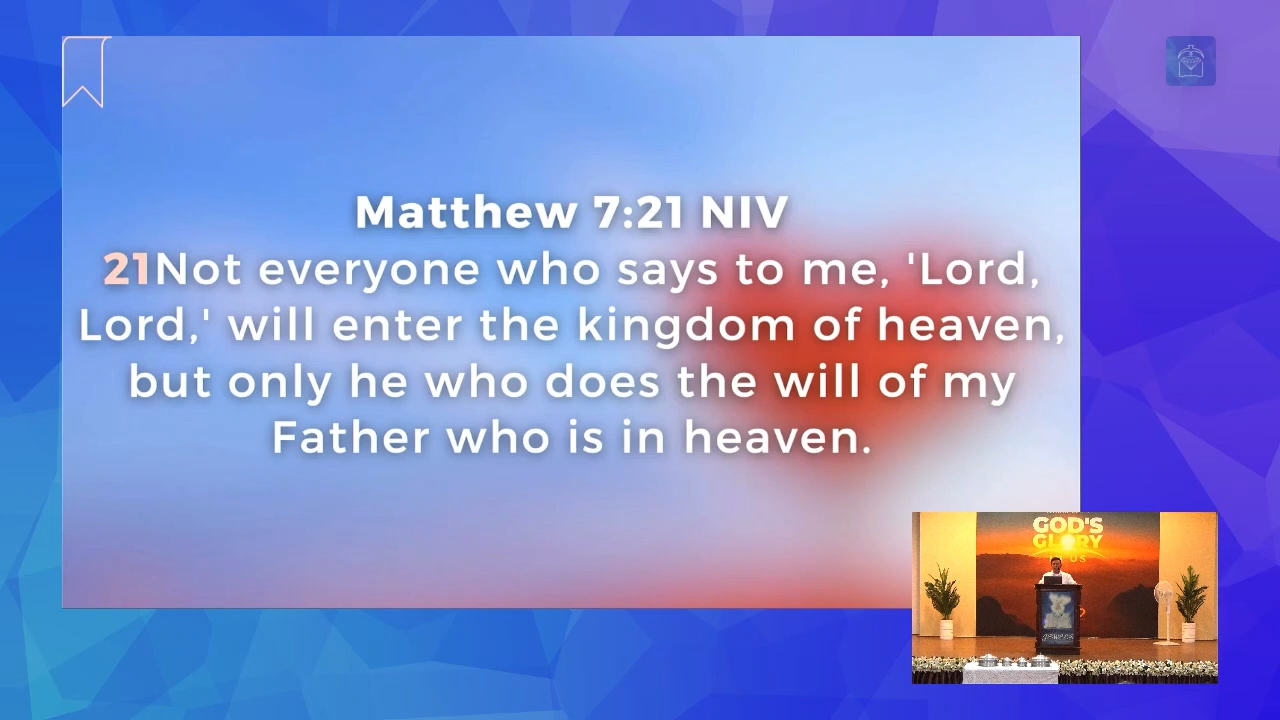 Matthew 7:21 NIV
21Not everyone who says to me, 'Lord,
Lord,' will enter the kingdom of heaven,
but only he who does the will of my
Father who is in heaven.
GOD'S
GLORY
US